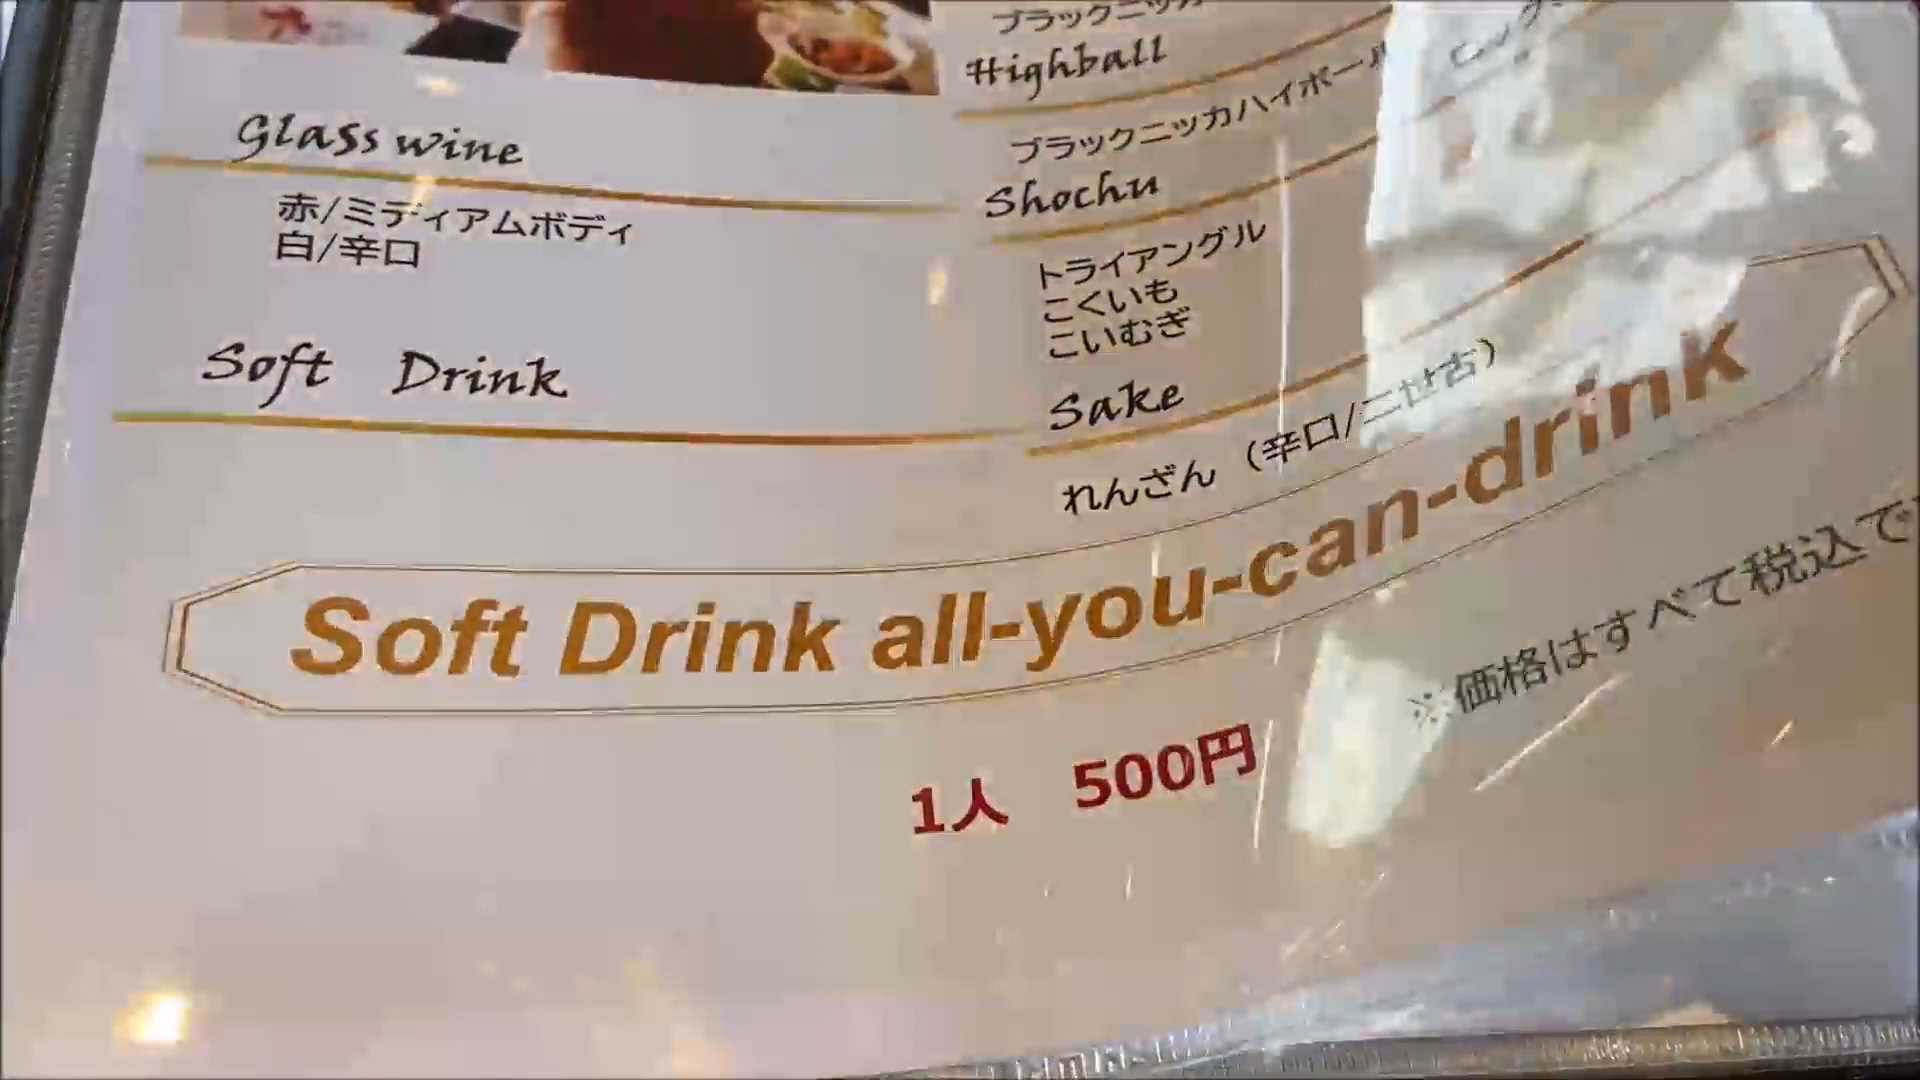 Glass wine
赤/ミディアムボディ
白/辛口
Soft Drink
ブラックニッカ
Highball
ブラックニッカハイボール
Shochu
トライアングル
こくいも
こいむぎ
Sake
れんざん（辛口/二世古）
Soft Drink all-you-can-drink
1人 500円
※価格はすべて税込で